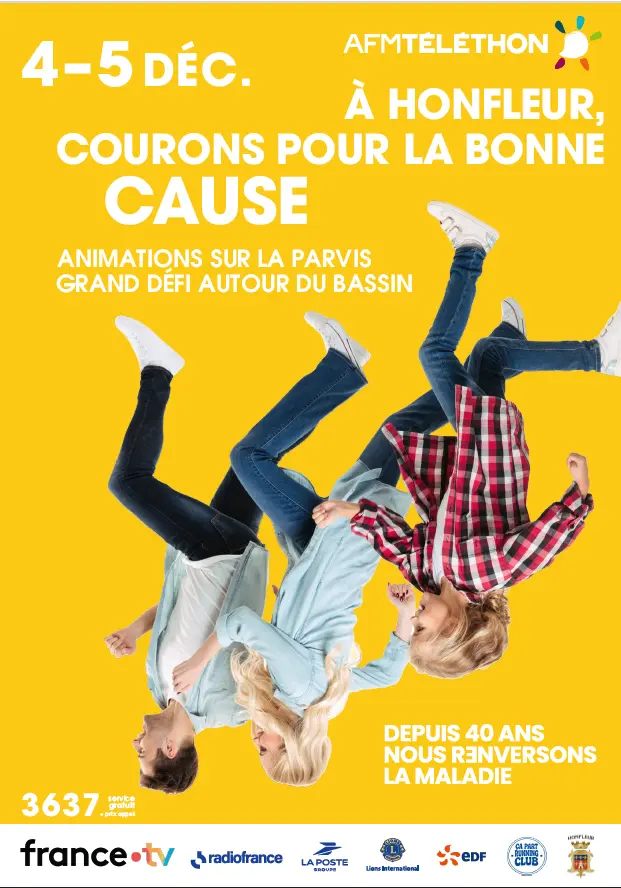 4-5 DÉC.
AFMTÉLÉTHON
À HONFLEUR,
COURONS POUR LA BONNE
CAUSE
ANIMATIONS SUR LA PARVIS
GRAND DÉFI AUTOUR DU BASSIN
DEPUIS 40 ANS
NOUS RƎNVERSONS
LA MALADIE
3637 service
gratuit
+ prix appel
france•tv
radiofrance
LA POSTE
GROUPE
Lions International
eDF
ÇA PART
RUNNING
CLUB
HONFLEUR